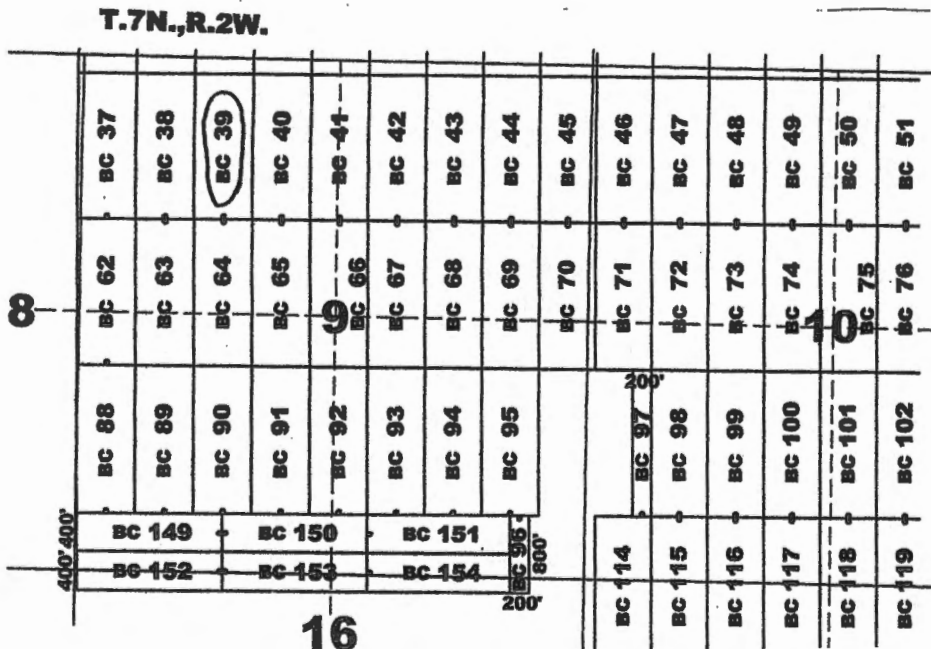 T.7N.,R.2W.
BC 37
BC 38
BC 39
BC 40
BC 41
BC 42
BC 43
BC 44
BC 45
BC 46
BC 47
BC 48
BC 49
BC 50
BC 51
BC 62
BC 63
BC 64
BC 65
BC 66
BC 67
BC 68
BC 69
BC 70
BC 71
BC 72
BC 73
BC 74
BC 75
BC 76
8
9
10
200'
BC 88
BC 89
BC 90
BC 91
BC 92
BC 93
BC 94
BC 95
BC 97
BC 98
BC 99
BC 100
BC 101
BC 102
400'
BC 149
BC 150
BC 151
BC 96
800'
400'
BC 152
BC 153
BC 154
200'
BC 114
BC 115
BC 116
BC 117
BC 118
BC 119
16